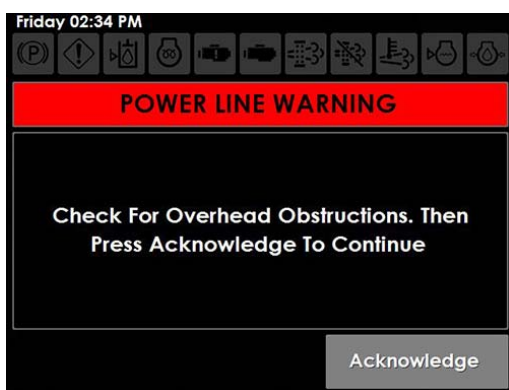 Friday 02:34 PM
(P)
POWER LINE WARNING
Check For Overhead Obstructions. Then
Press Acknowledge To Continue
Acknowledge